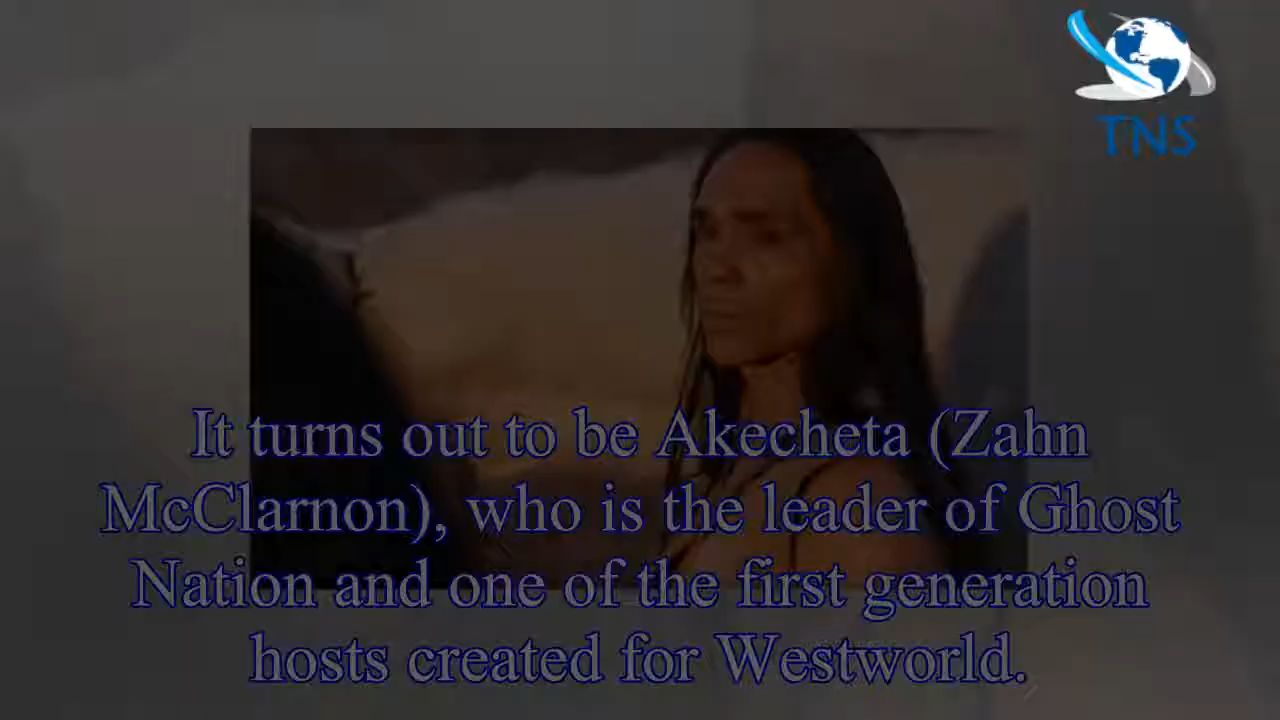 TNS
It turns out to be Akecheta (Zahn
McClarnon), who is the leader of Ghost
Nation and one of the first generation
hosts created for Westworld.